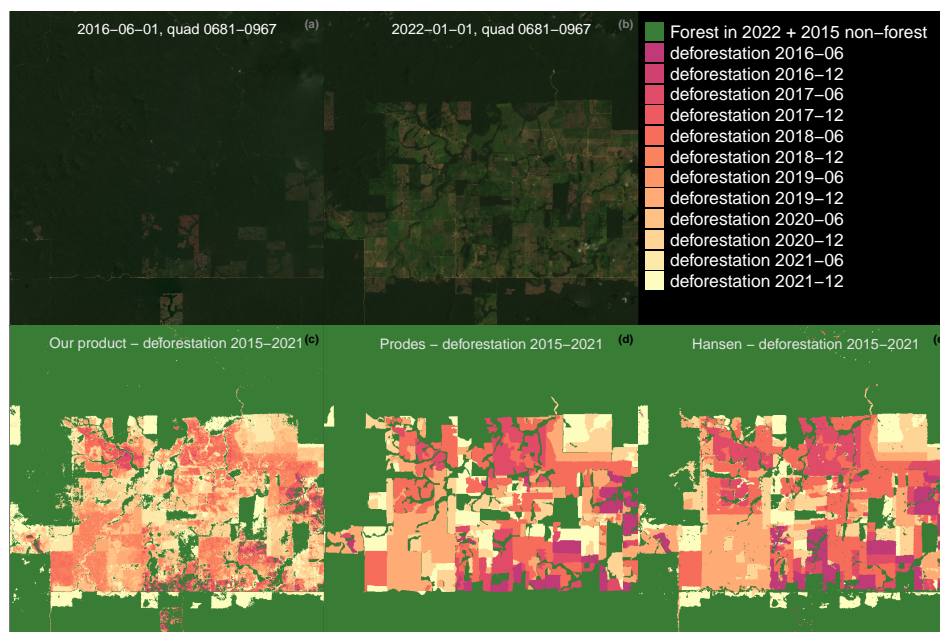 2016−06−01, quad 0681−0967 (a)
2022−01−01, quad 0681−0967 (b)
Forest in 2022 + 2015 non−forest
deforestation 2016−06
deforestation 2016−12
deforestation 2017−06
deforestation 2017−12
deforestation 2018−06
deforestation 2018−12
deforestation 2019−06
deforestation 2019−12
deforestation 2020−06
deforestation 2020−12
deforestation 2021−06
deforestation 2021−12
Our product − deforestation 2015−2021 (c)
Prodes − deforestation 2015−2021 (d)
Hansen − deforestation 2015−2021 (e